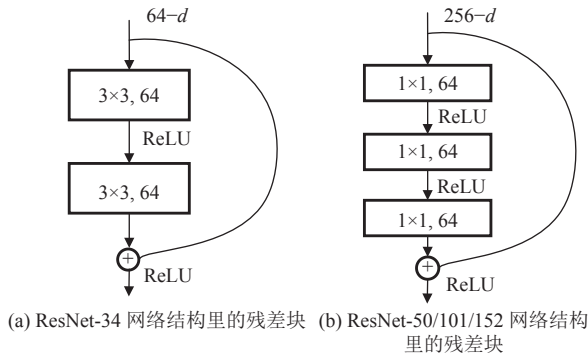 64−d
3×3, 64
ReLU
3×3, 64
+
ReLU
(a) ResNet-34 网络结构里的残差块
256−d
1×1, 64
ReLU
1×1, 64
ReLU
1×1, 64
+
ReLU
(b) ResNet-50/101/152 网络结构
里的残差块